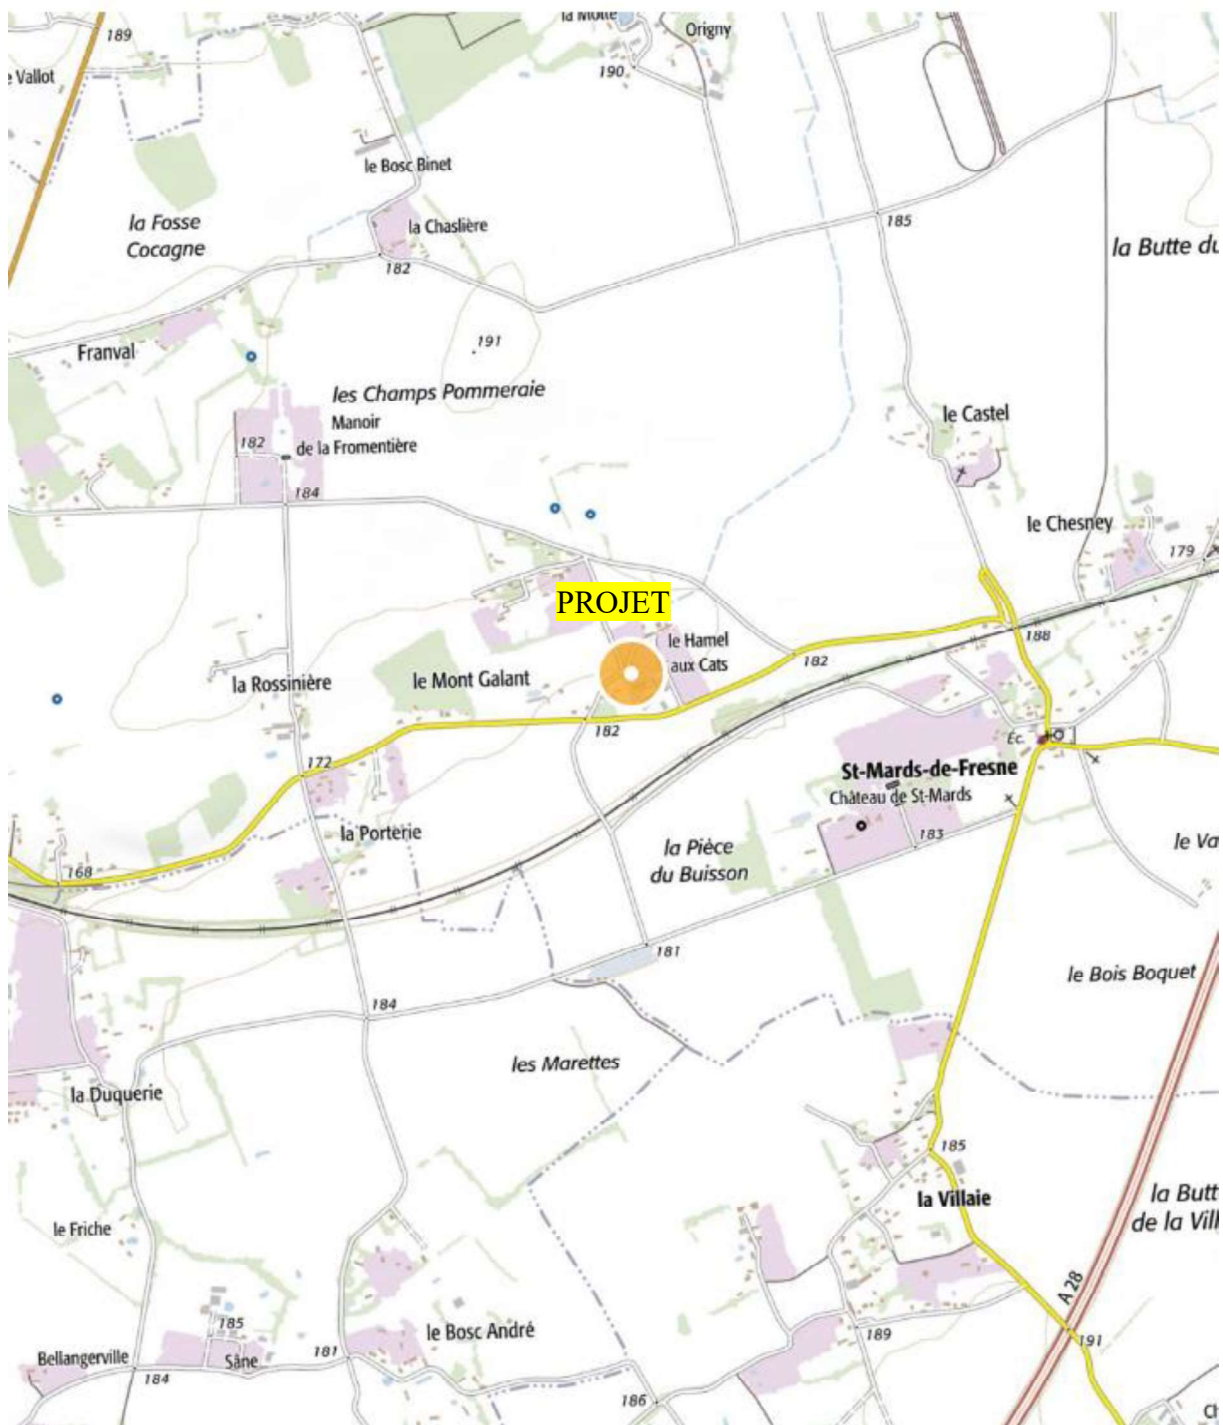 189
Vallot
la Motte
Origny
190
le Bosc Binet
la Fosse
Cocagne
la Chaslière
182
185
la Butte du
Franval
191
les Champs Pommeraie
Manoir
de la Fromentière
182
184
le Castel
le Chesney
179
PROJET
188
le Hamel
aux Cats
182
la Rossinière
le Mont Galant
182
Éc.
172
St-Mards-de-Fresne
Château de St-Mards
la Porterie
183
la Pièce
du Buisson
le Va
168
181
le Bois Boquet
184
les Marettes
la Duquerie
185
la Villaie
la Butt
de la Vill
le Friche
A 28
185
le Bosc André
189
191
Bellangerville
Sâne
181
184
186